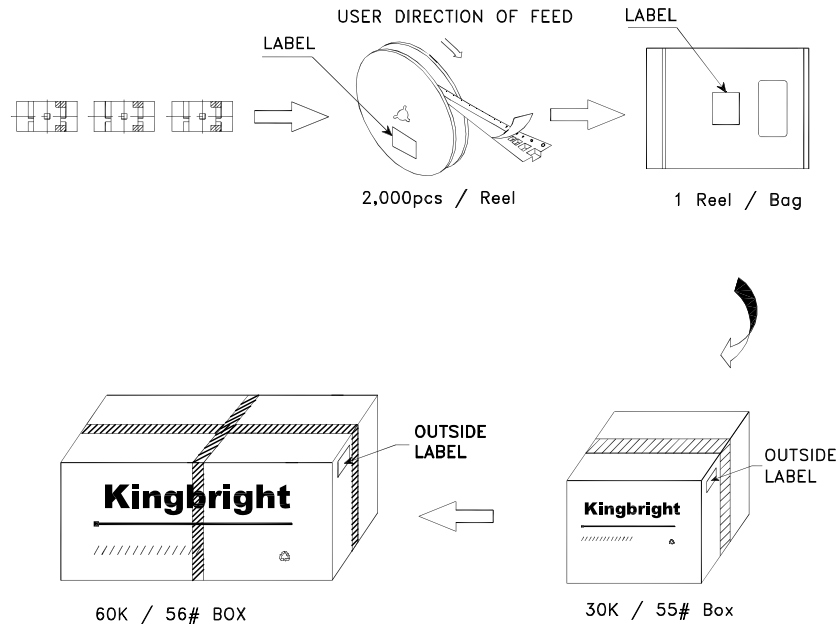 USER DIRECTION OF FEED
LABEL
LABEL
2,000pcs / Reel
1 Reel / Bag
OUTSIDE
LABEL
Kingbright
60K / 56# BOX
OUTSIDE
LABEL
Kingbright
30K / 55# Box